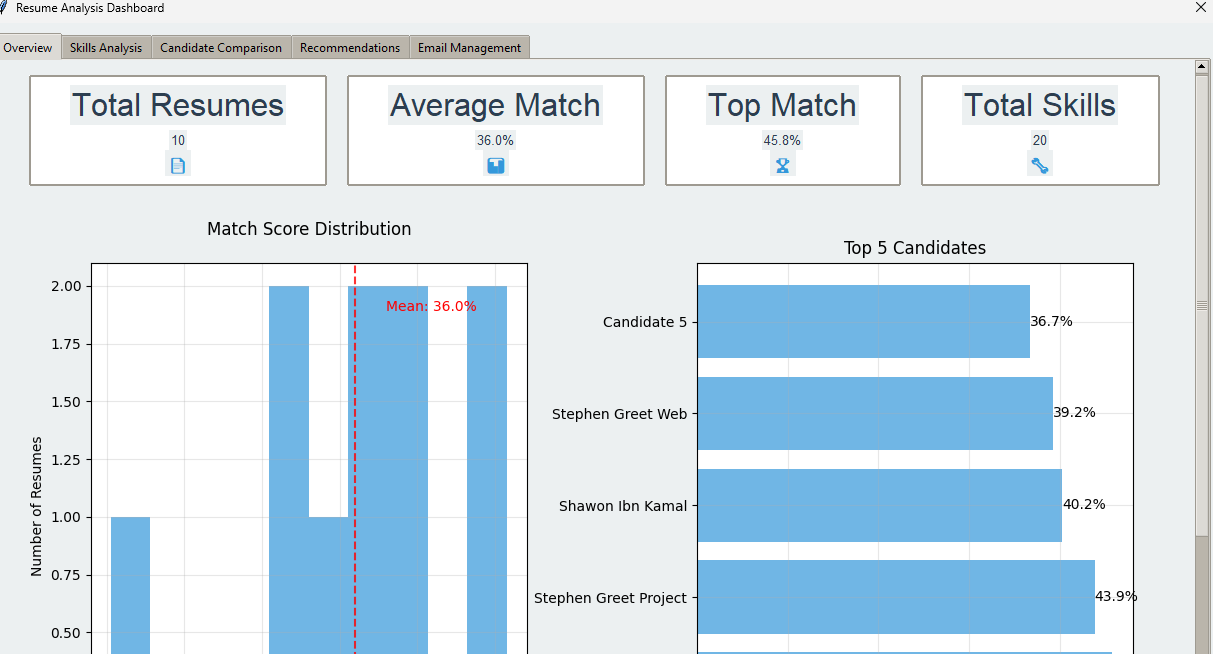 Resume Analysis Dashboard
Overview Skills Analysis Candidate Comparison Recommendations Email Management
Total Resumes
10
Average Match
36.0%
Top Match
45.8%
Total Skills
20
Match Score Distribution
Number of Resumes
2.00
1.75
1.50
1.25
1.00
0.75
0.50
Mean: 36.0%
Top 5 Candidates
Candidate 5 36.7%
Stephen Greet Web 39.2%
Shawon Ibn Kamal 40.2%
Stephen Greet Project 43.9%